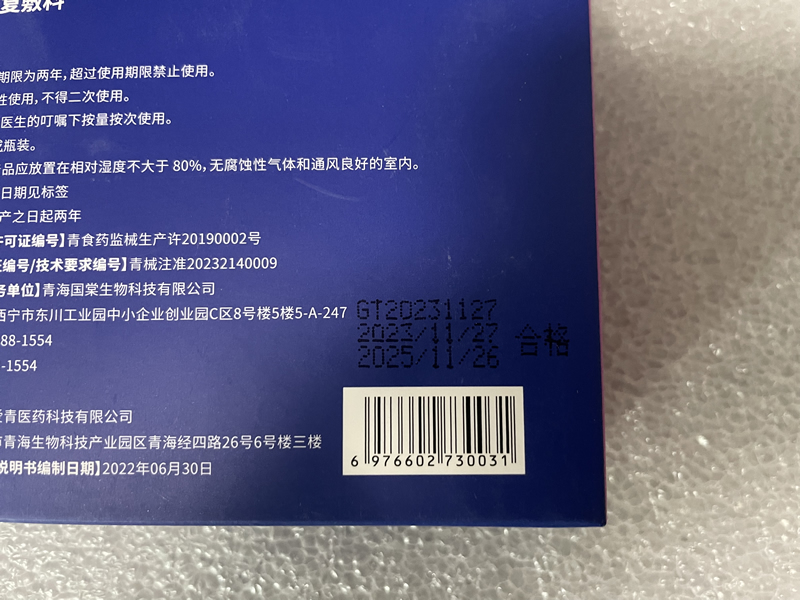 复敷料
期限为两年，超过使用期限禁止使用。
性使用，不得二次使用。
医生的叮嘱下按量按次使用。
瓶装。
品应放置在相对湿度不大于 80%，无腐蚀性气体和通风良好的室内。
日期见标签
产之日起两年
许可证编号】青食药监械生产许20190002号
编号/技术要求编号】青械注准20232140009
务单位】青海国棠生物科技有限公司
西宁市东川工业园中小企业创业园C区8号楼5楼5-A-247
88-1554
-1554
GT20231127
2023/11/27
2025/11/26
合格
青医药科技有限公司
市青海生物科技产业园区青海经四路26号6号楼三楼
说明书编制日期】2022年06月30日
6 976602 730031